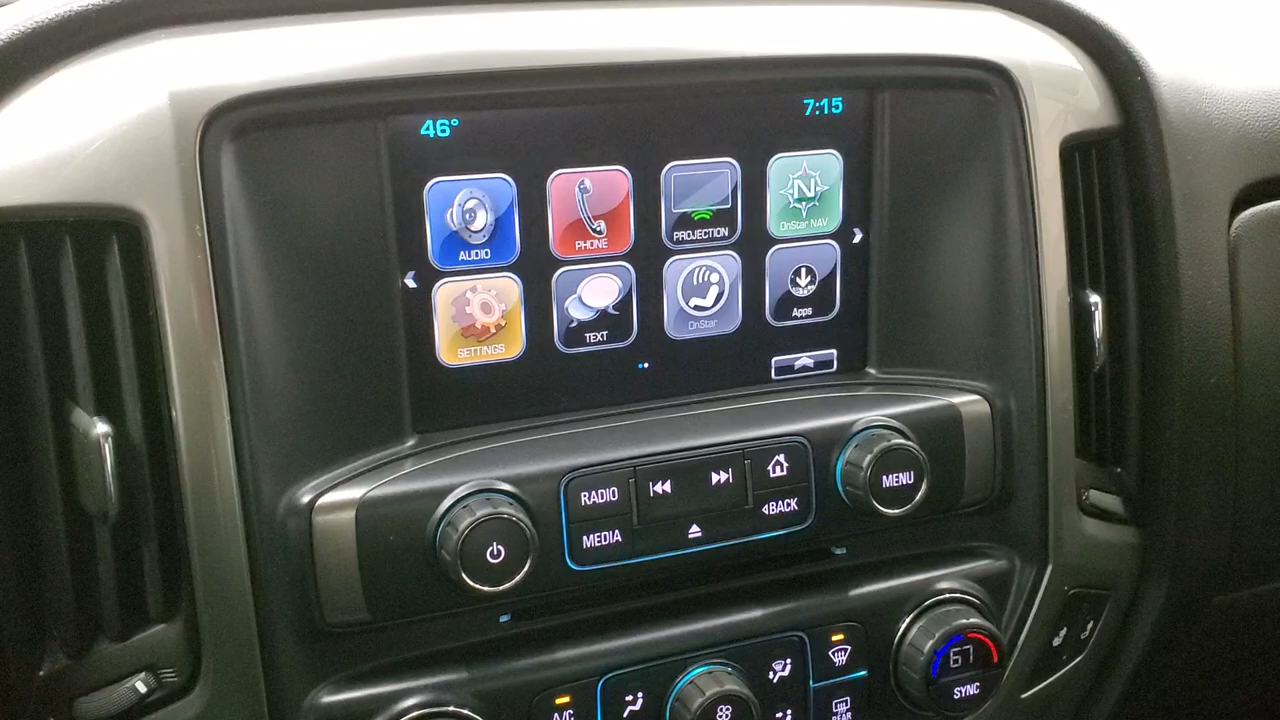 46°
7:15
AUDIO
PHONE
PROJECTION
N
OnStar NAV
SETTINGS
TEXT
OnStar
Apps
RADIO
MEDIA
BACK
MENU
67
SYNC
A/C
REAR